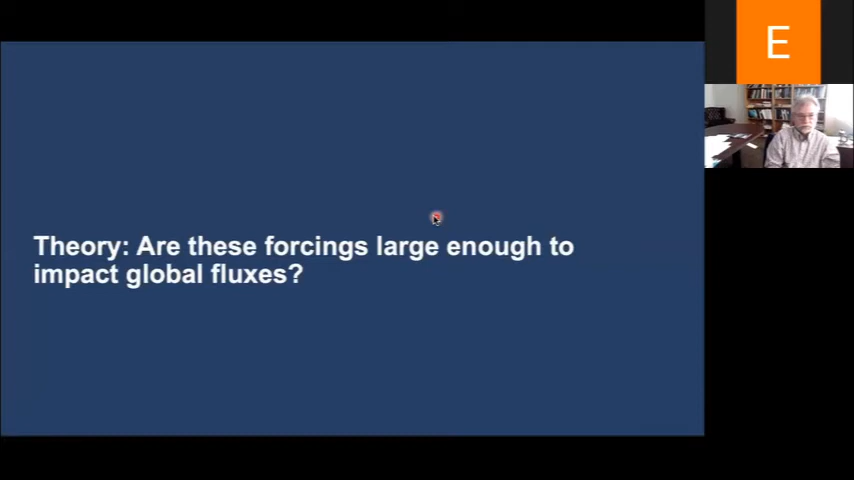 E
Theory: Are these forcings large enough to
impact global fluxes?